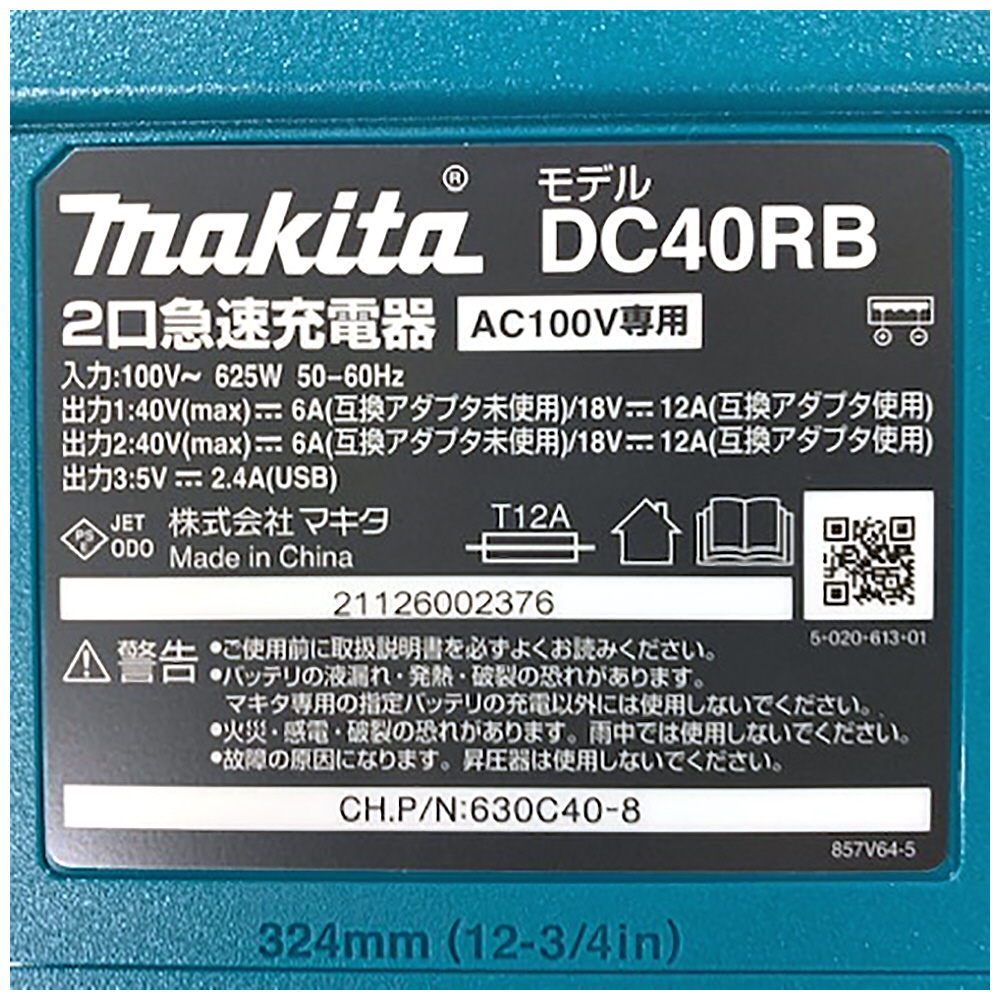 makita®
モデル
DC40RB
2口急速充電器 AC100V専用
入力:100V～ 625W 50-60Hz
出力1:40V(max)⎓ 6A(互換アダプタ未使用)/18V⎓12A(互換アダプタ使用)
出力2:40V(max)⎓ 6A(互換アダプタ未使用)/18V⎓12A(互換アダプタ使用)
出力3:5V⎓ 2.4A(USB)
PS
E
JET
ODO
株式会社 マキタ
Made in China
T12A
21126002376
5-020-613-01
警告
•ご使用前に取扱説明書を必ずよくお読みください。
•バッテリの液漏れ・発熱・破裂の恐れがあります。
マキタ専用の指定バッテリの充電以外には使用しないでください。
•火災・感電・破裂の恐れがあります。雨中では使用しないでください。
•故障の原因になります。昇圧器は使用しないでください。
CH.P/N:630C40-8
857V64-5
324mm (12-3/4in)